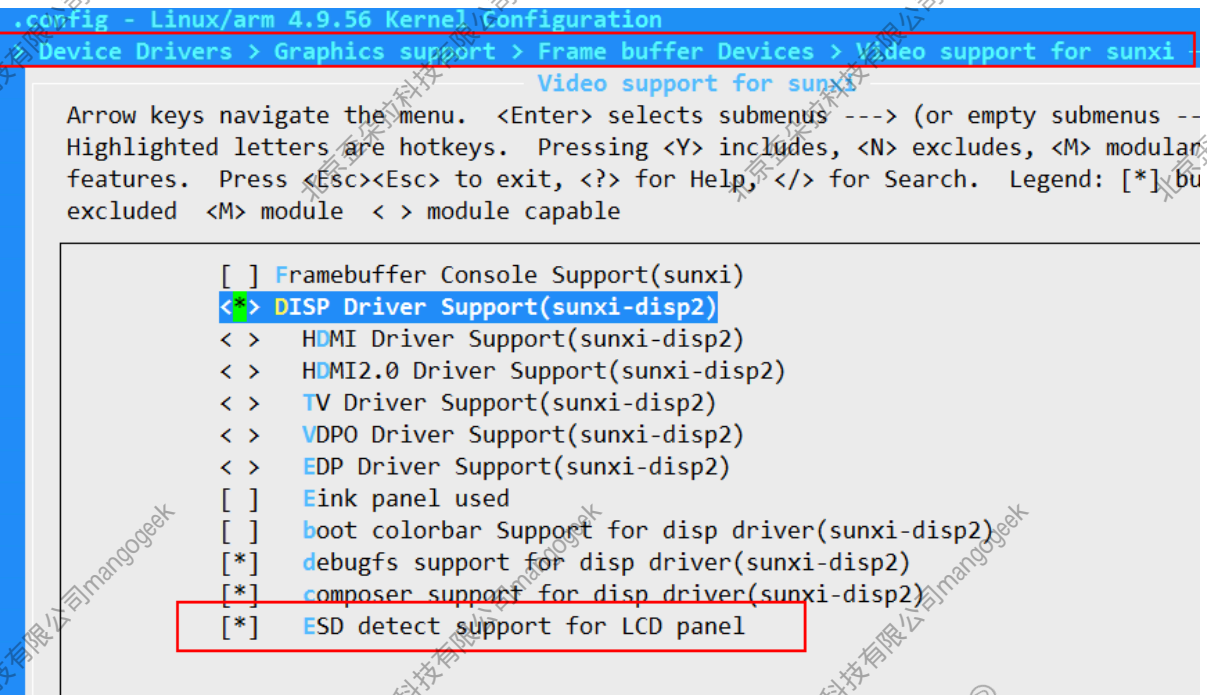 .config - Linux/arm 4.9.56 Kernel Configuration
> Device Drivers > Graphics support > Frame buffer Devices > Video support for sunxi -
Video support for sunxi
Arrow keys navigate the menu.  <Enter> selects submenus ---> (or empty submenus --
Highlighted letters are hotkeys.  Pressing <Y> includes, <N> excludes, <M> modular
features.  Press <Esc><Esc> to exit, <?> for Help, </> for Search.  Legend: [*] bu
excluded  <M> module  < > module capable
[ ] Framebuffer Console Support(sunxi)
<*> DISP Driver Support(sunxi-disp2)
< >   HDMI Driver Support(sunxi-disp2)
< >   HDMI2.0 Driver Support(sunxi-disp2)
< >   TV Driver Support(sunxi-disp2)
< >   VDPO Driver Support(sunxi-disp2)
< >   EDP Driver Support(sunxi-disp2)
[ ]   Eink panel used
[ ]   boot colorbar Support for disp driver(sunxi-disp2)
[*]   debugfs support for disp driver(sunxi-disp2)
[*]   composer support for disp driver(sunxi-disp2)
[*]   ESD detect support for LCD panel